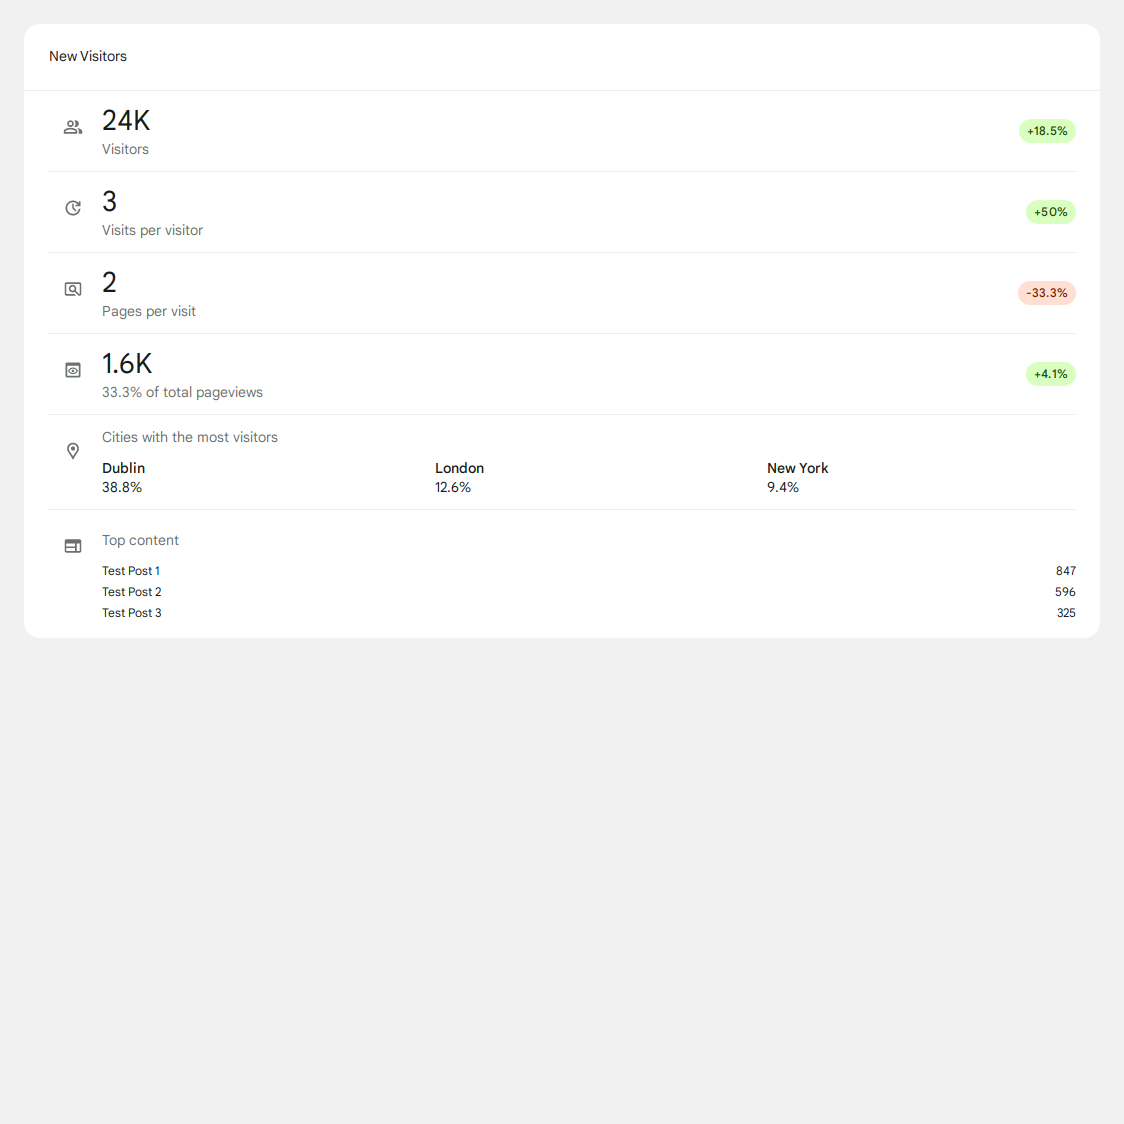 New Visitors
24K
Visitors
+18.5%
3
Visits per visitor
+50%
2
Pages per visit
-33.3%
1.6K
33.3% of total pageviews
+4.1%
Cities with the most visitors
Dublin London New York
38.8% 12.6% 9.4%
Top content
Test Post 1 847
Test Post 2 596
Test Post 3 325